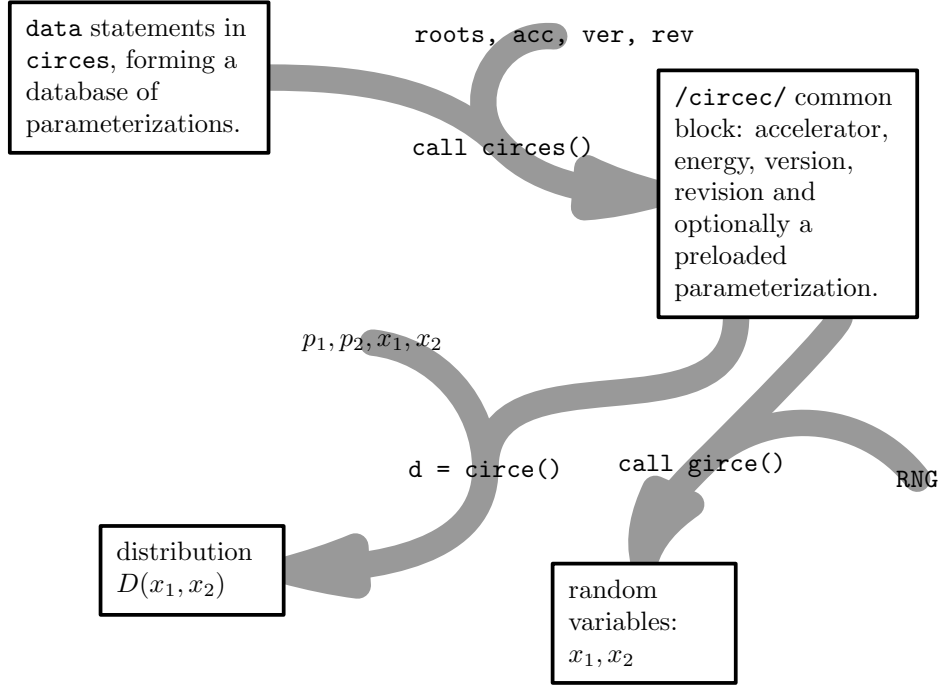 data statements in
circes, forming a
database of
parameterizations.
roots, acc, ver, rev
call circes()
/circec/ common
block: accelerator,
energy, version,
revision and
optionally a
preloaded
parameterization.
p₁, p₂, x₁, x₂
d = circe()
call girce()
RNG
distribution
D(x₁, x₂)
random
variables:
x₁, x₂